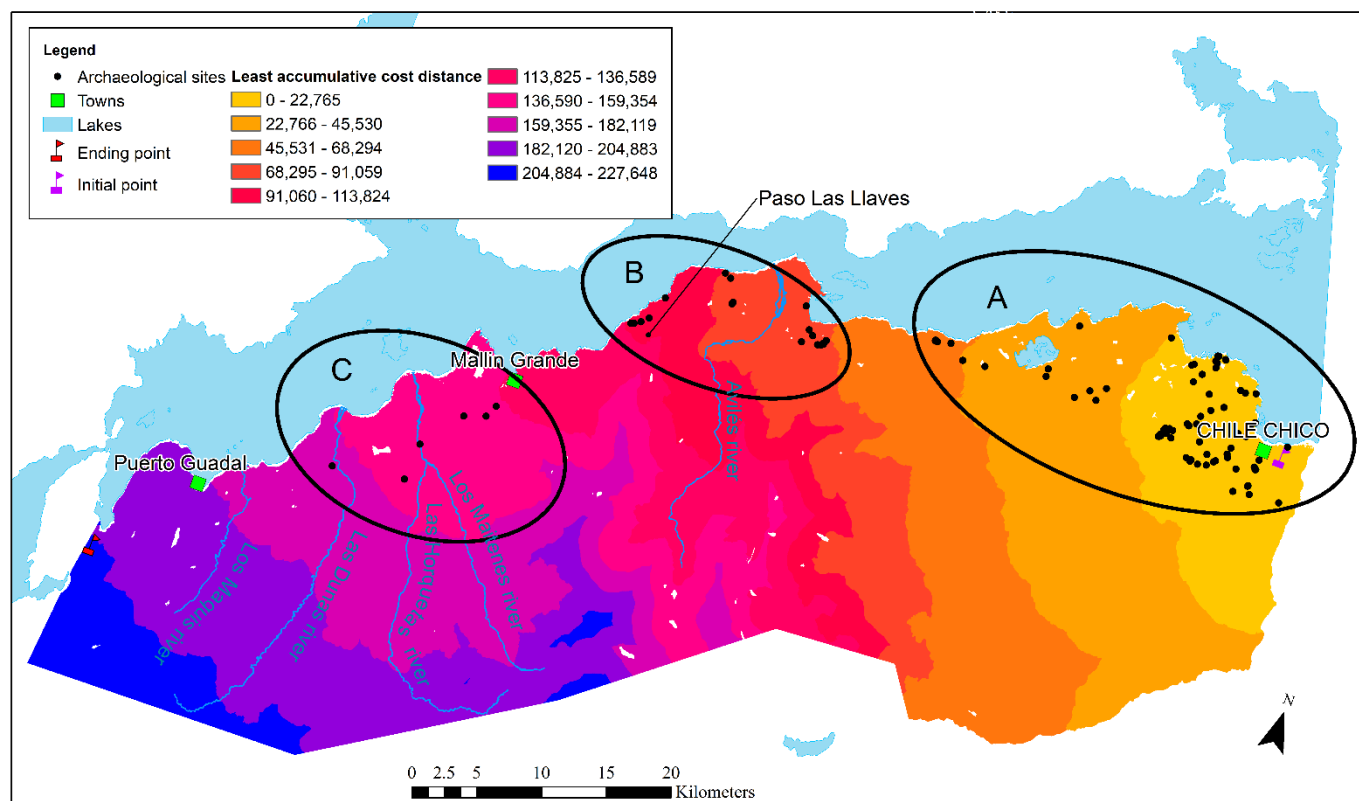 Legend
Archaeological sites
Towns
Lakes
Ending point
Initial point
Least accumulative cost distance
0 - 22,765
22,766 - 45,530
45,531 - 68,294
68,295 - 91,059
91,060 - 113,824
113,825 - 136,589
136,590 - 159,354
159,355 - 182,119
182,120 - 204,883
204,884 - 227,648
Paso Las Llaves
B
A
C
Mallin Grande
CHILE CHICO
Puerto Guadal
Aviles river
Los Maquis river
Las Dunas river
Las Horquetas river
N
0 2.5 5 10 15 20
Kilometers